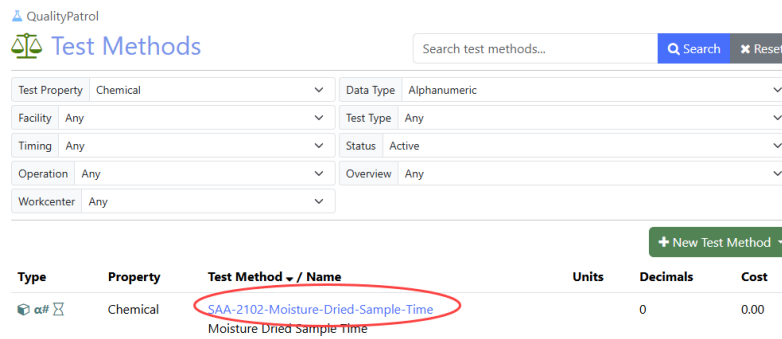 QualityPatrol
Test Methods
Search test methods... Search Reset
Test Property Chemical Data Type Alphanumeric
Facility Any Test Type Any
Timing Any Status Active
Operation Any Overview Any
Workcenter Any
+ New Test Method
Type Property Test Method / Name Units Decimals Cost
α# Chemical SAA-2102-Moisture-Dried-Sample-Time 0 0.00
Moisture Dried Sample Time